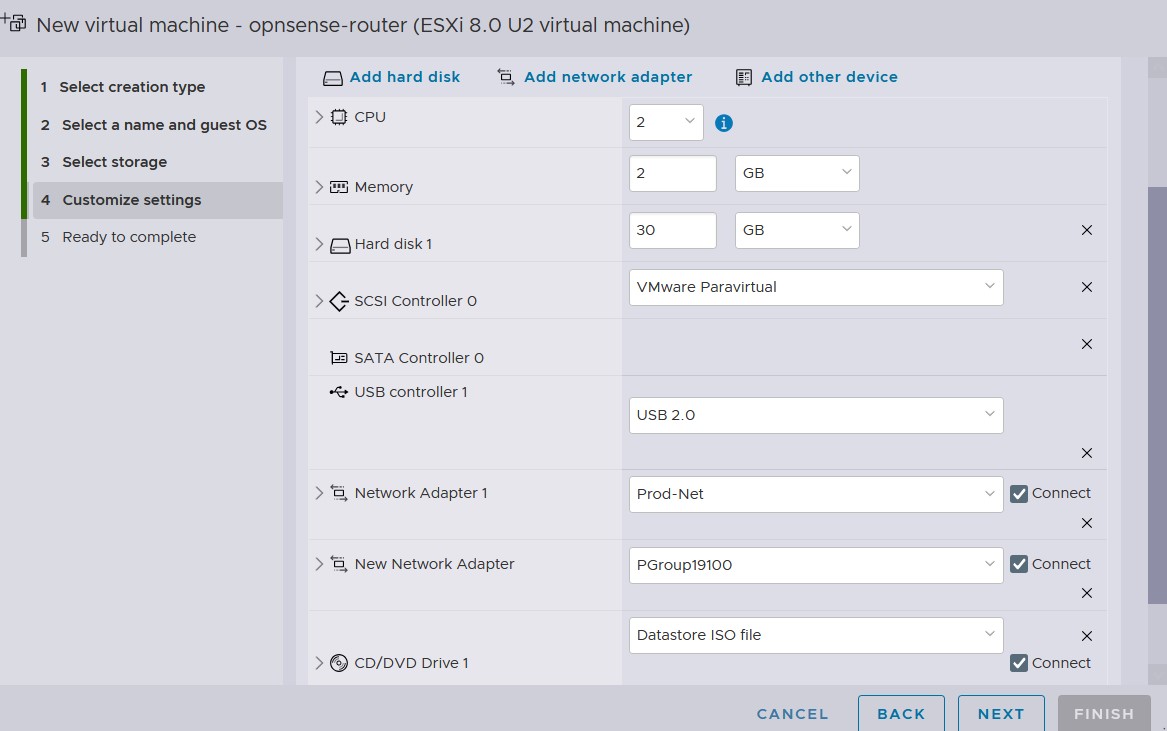 New virtual machine - opnsense-router (ESXi 8.0 U2 virtual machine)
1 Select creation type
2 Select a name and guest OS
3 Select storage
4 Customize settings
5 Ready to complete
Add hard disk Add network adapter Add other device
CPU 2
Memory 2 GB
Hard disk 1 30 GB
SCSI Controller 0 VMware Paravirtual
SATA Controller 0
USB controller 1
USB 2.0
Network Adapter 1 Prod-Net Connect
New Network Adapter PGroup19100 Connect
Datastore ISO file
CD/DVD Drive 1 Connect
CANCEL BACK NEXT FINISH